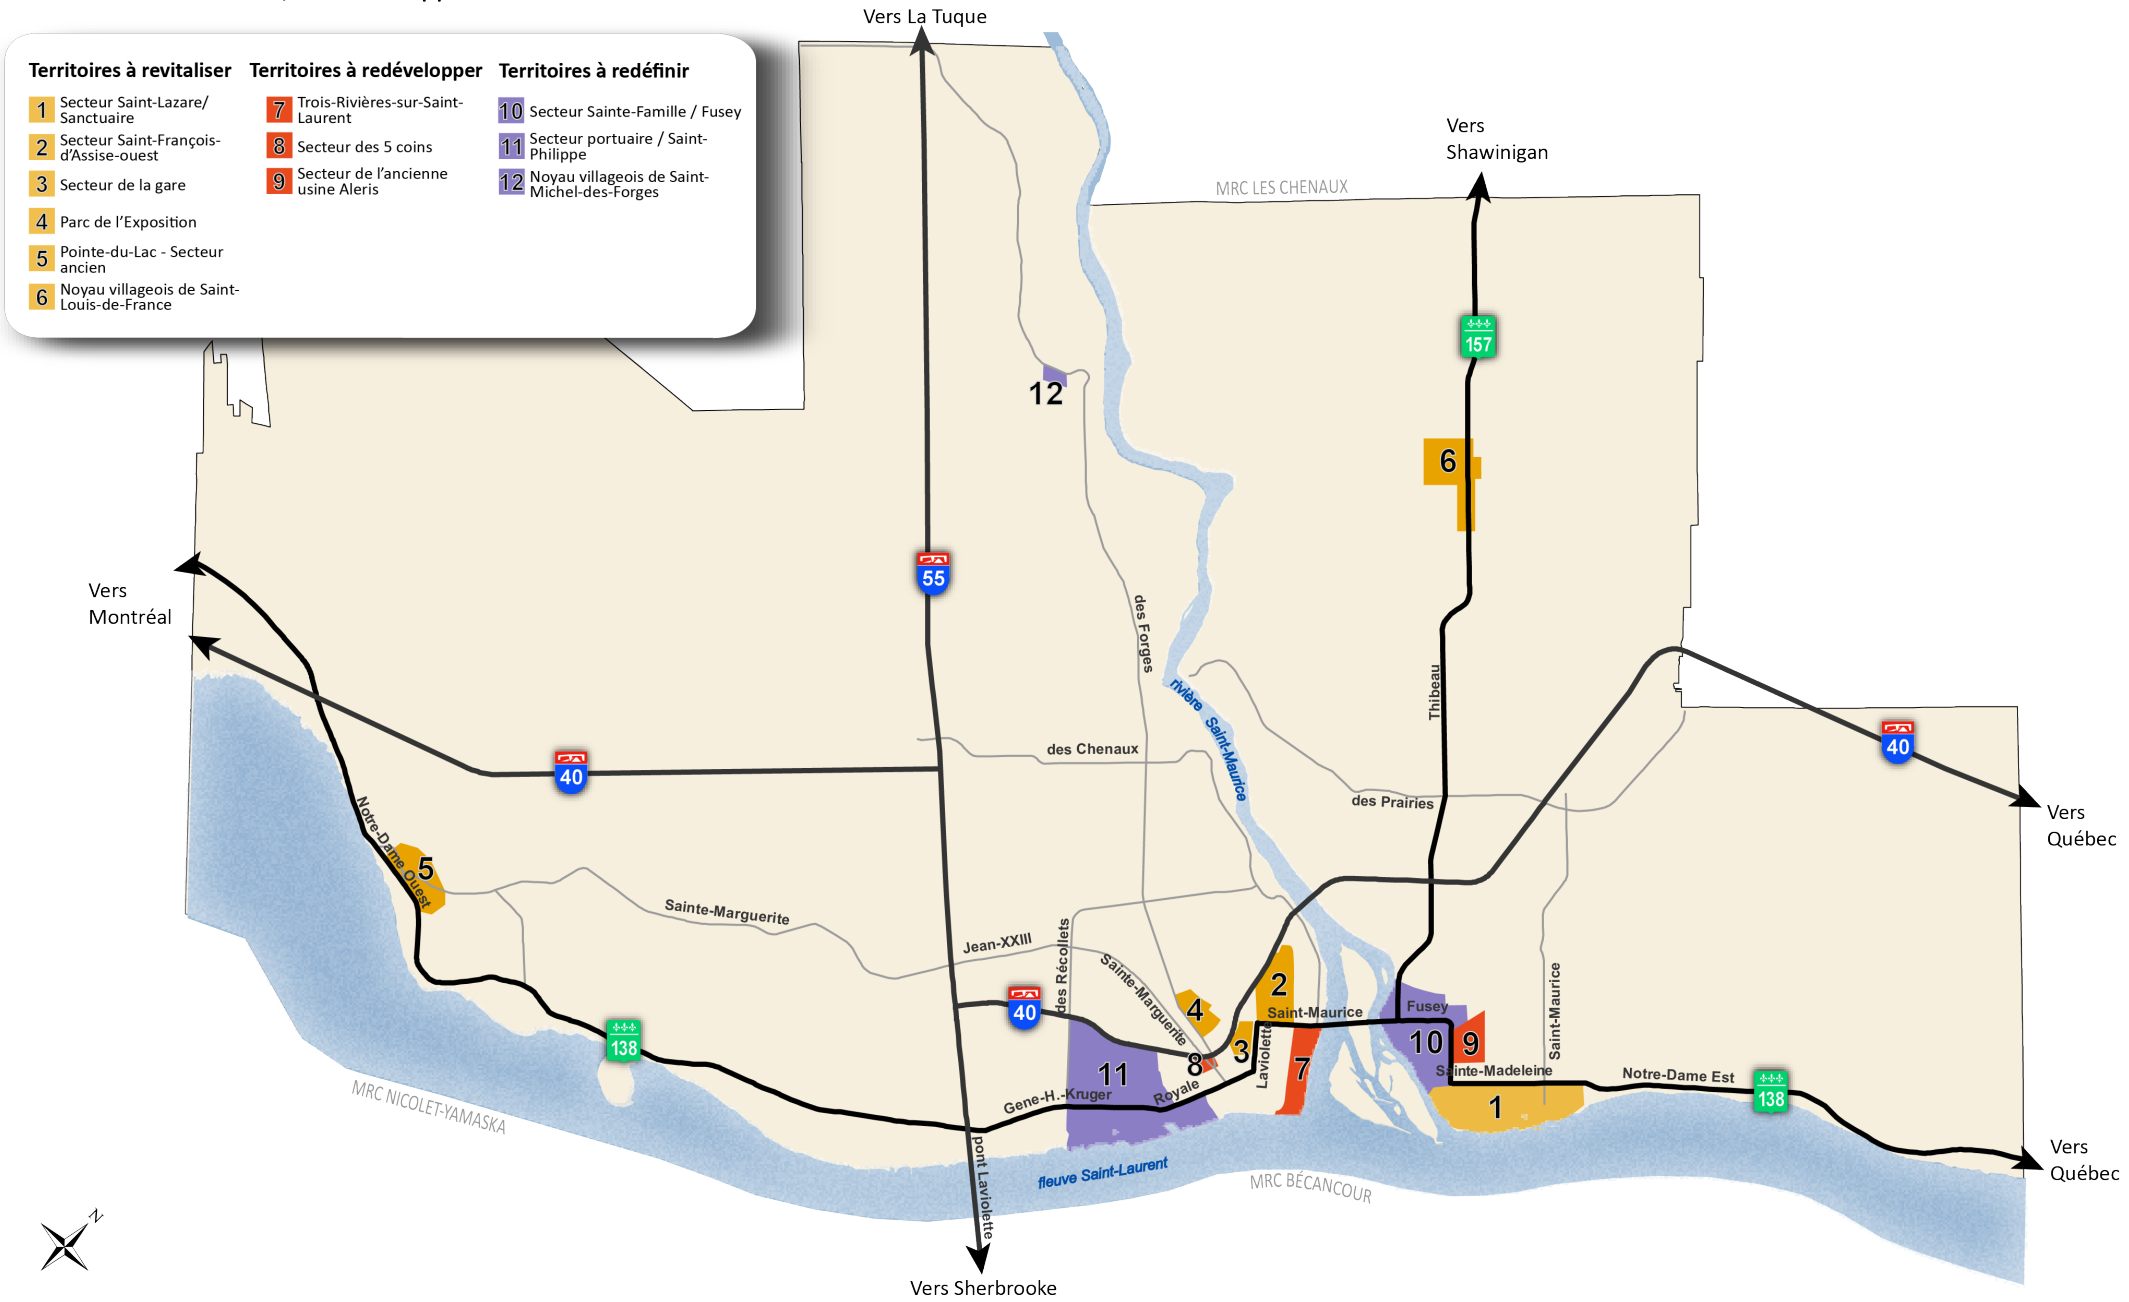 Vers La Tuque
Territoires à revitaliser
1 Secteur Saint-Lazare/
Sanctuaire
2 Secteur Saint-François-
d’Assise-ouest
3 Secteur de la gare
4 Parc de l’Exposition
5 Pointe-du-Lac - Secteur
ancien
6 Noyau villageois de Saint-
Louis-de-France
Territoires à redévelopper
7 Trois-Rivières-sur-Saint-
Laurent
8 Secteur des 5 coins
9 Secteur de l’ancienne
usine Aleris
Territoires à redéfinir
10 Secteur Sainte-Famille / Fusey
11 Secteur portuaire / Saint-
Philippe
12 Noyau villageois de Saint-
Michel-des-Forges
Vers
Shawinigan
MRC LES CHENAUX
157
12
6
55
Vers
Montréal
des Forges
rivière Saint-Maurice
Thibeau
des Chenaux
40
40
des Prairies
Vers
Québec
Notre-Dame Ouest
5
Sainte-Marguerite
Jean-XXIII
des Récollets
Sainte-Marguerite
40
4
2
Saint-Maurice
Fusey
Saint-Maurice
138
11
8
3
Laviolette
7
10
9
Sainte-Madeleine
Notre-Dame Est
138
1
Gene-H.-Kruger
Royale
MRC NICOLET-YAMASKA
pont Laviolette
fleuve Saint-Laurent
MRC BÉCANCOUR
Vers
Québec
N
Vers Sherbrooke